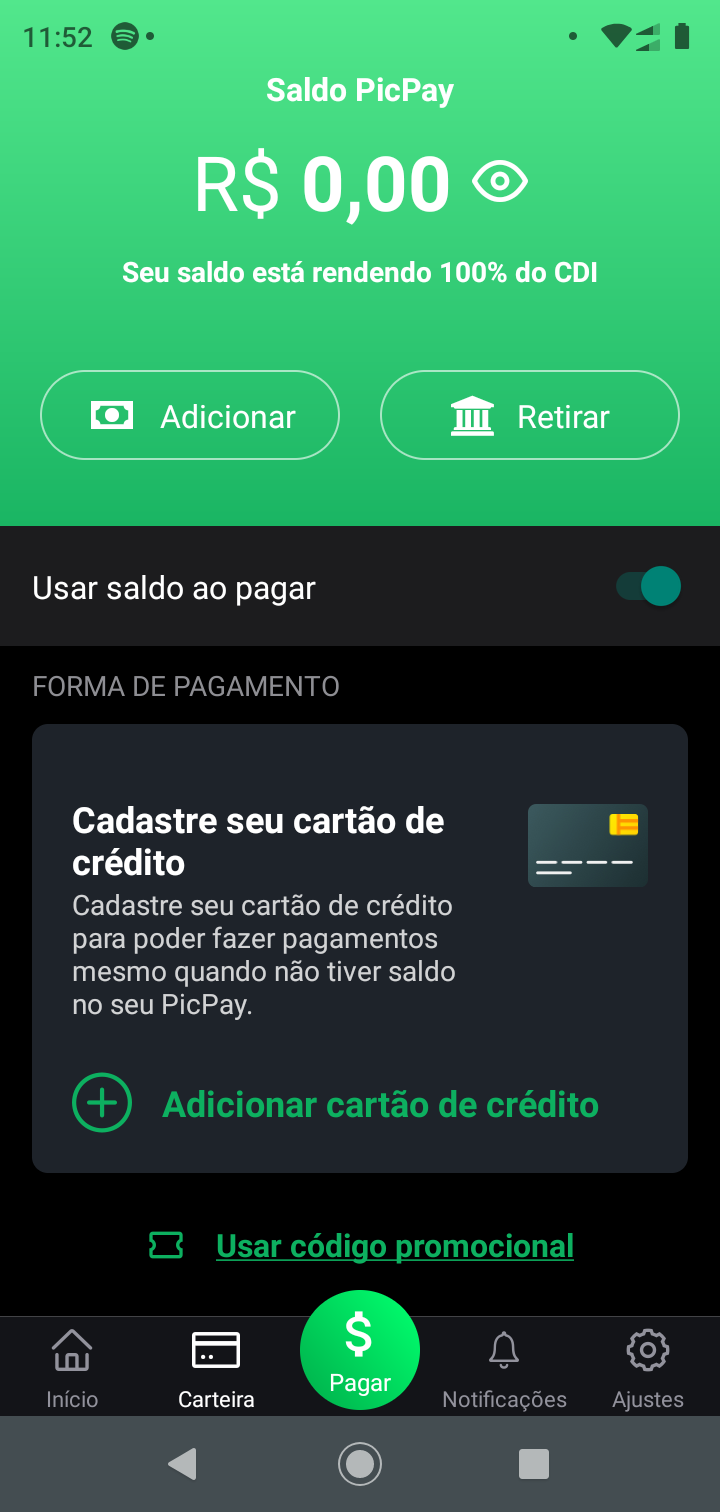 11:52
Saldo PicPay
R$ 0,00
Seu saldo está rendendo 100% do CDI
Adicionar
Retirar
Usar saldo ao pagar
FORMA DE PAGAMENTO
Cadastre seu cartão de
crédito
Cadastre seu cartão de crédito
para poder fazer pagamentos
mesmo quando não tiver saldo
no seu PicPay.
Adicionar cartão de crédito
Usar código promocional
$
Início
Carteira
Pagar
Notificações
Ajustes